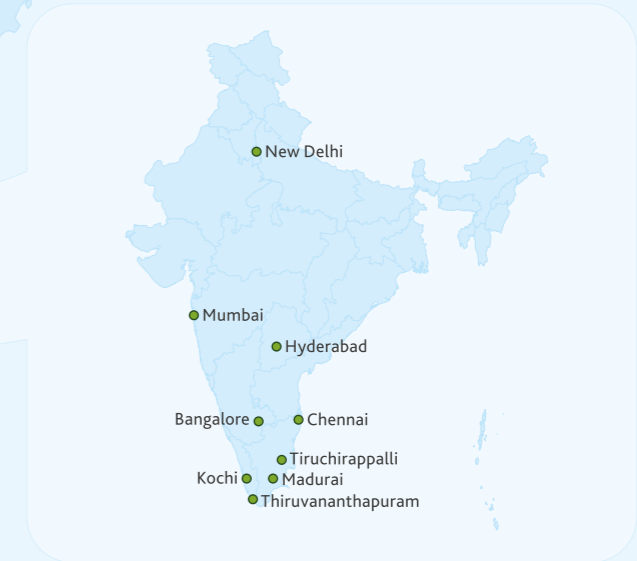 New Delhi
Mumbai
Hyderabad
Bangalore
Chennai
Tiruchirappalli
Kochi
Madurai
Thiruvananthapuram